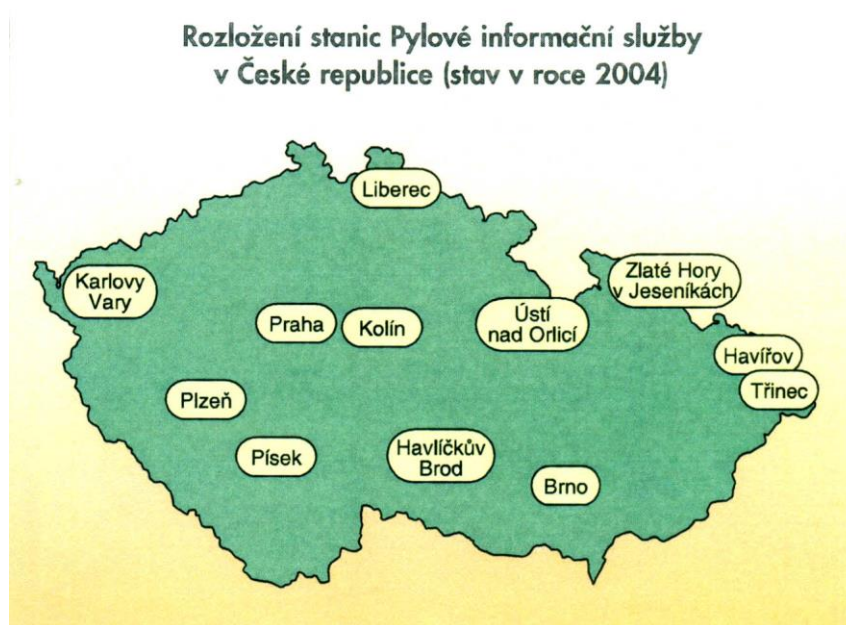 Rozložení stanic Pylové informační služby
v České republice (stav v roce 2004)
Liberec
Karlovy
Vary
Zlaté Hory
v Jeseníkách
Praha
Kolín
Ústí
nad Orlicí
Havířov
Třinec
Plzeň
Písek
Havlíčkův
Brod
Brno